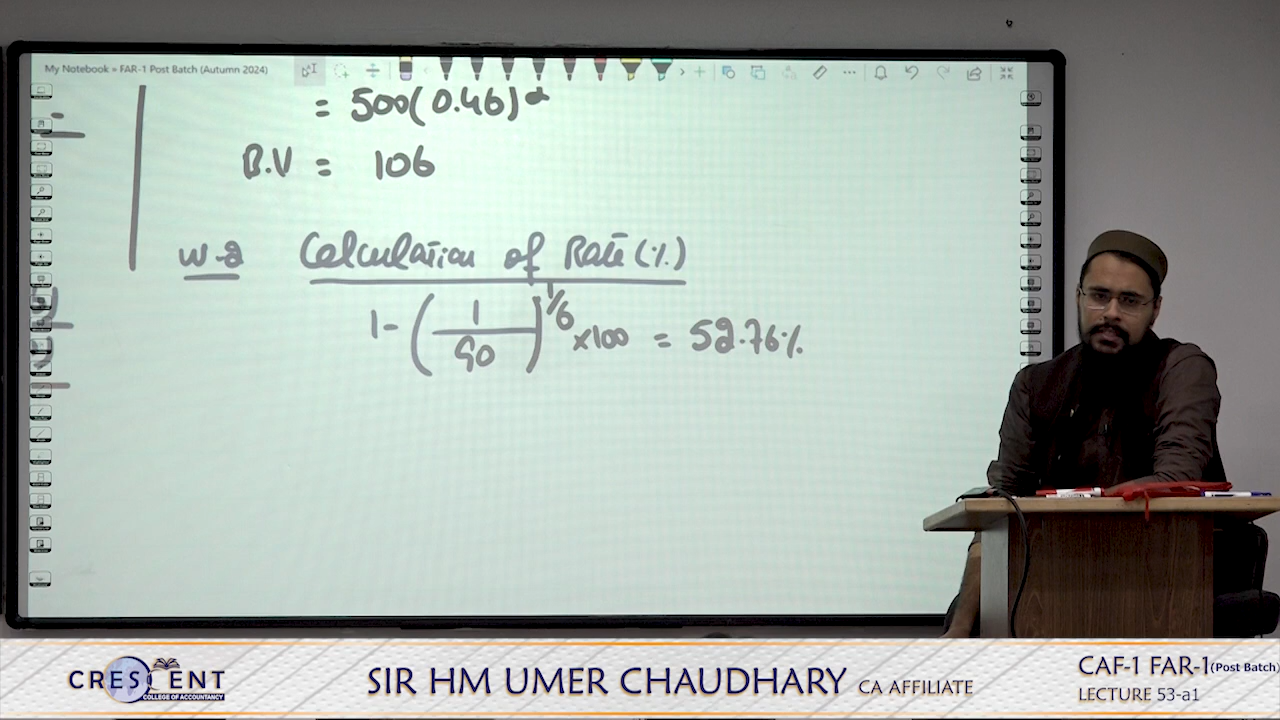 My Notebook » FAR-1 Post Batch (Autumn 2024)
= 500(0.46)²
B.V = 106
W-2 Calculation of Rate (%)
1 - (1/90)^1/6 x100 = 52.76%
CRESCENT
COLLEGE OF ACCOUNTANCY
SIR HM UMER CHAUDHARY CA AFFILIATE
CAF-1 FAR-1 (Post Batch)
LECTURE 53-a1